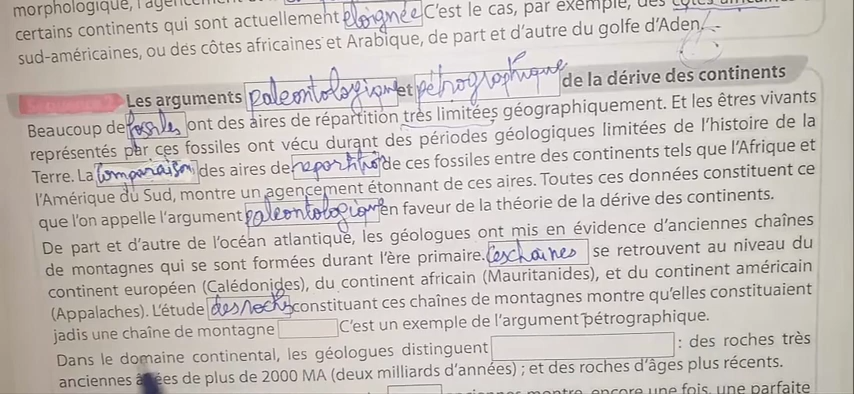 morphologique, l'agencement
certains continents qui sont actuellement éloignée C'est le cas, par exemple, des côtes
sud-américaines, ou des côtes africaines et Arabique, de part et d'autre du golfe d'Aden.
Les arguments paleontologique et pétrographique de la dérive des continents
Beaucoup de fossiles ont des aires de répartition très limitées géographiquement. Et les êtres vivants
représentés par ces fossiles ont vécu durant des périodes géologiques limitées de l'histoire de la
Terre. La comparaison des aires de repartition de ces fossiles entre des continents tels que l'Afrique et
l'Amérique du Sud, montre un agencement étonnant de ces aires. Toutes ces données constituent ce
que l'on appelle l'argument paleontologique en faveur de la théorie de la dérive des continents.
De part et d'autre de l'océan atlantique, les géologues ont mis en évidence d'anciennes chaînes
de montagnes qui se sont formées durant l'ère primaire. Ces chaines se retrouvent au niveau du
continent européen (Calédonides), du continent africain (Mauritanides), et du continent américain
(Appalaches). L'étude des rochs constituant ces chaînes de montagnes montre qu'elles constituaient
jadis une chaîne de montagne C'est un exemple de l'argument pétrographique.
Dans le domaine continental, les géologues distinguent : des roches très
anciennes âgées de plus de 2000 MA (deux milliards d'années) ; et des roches d'âges plus récents.
montre encore une fois, une parfaite